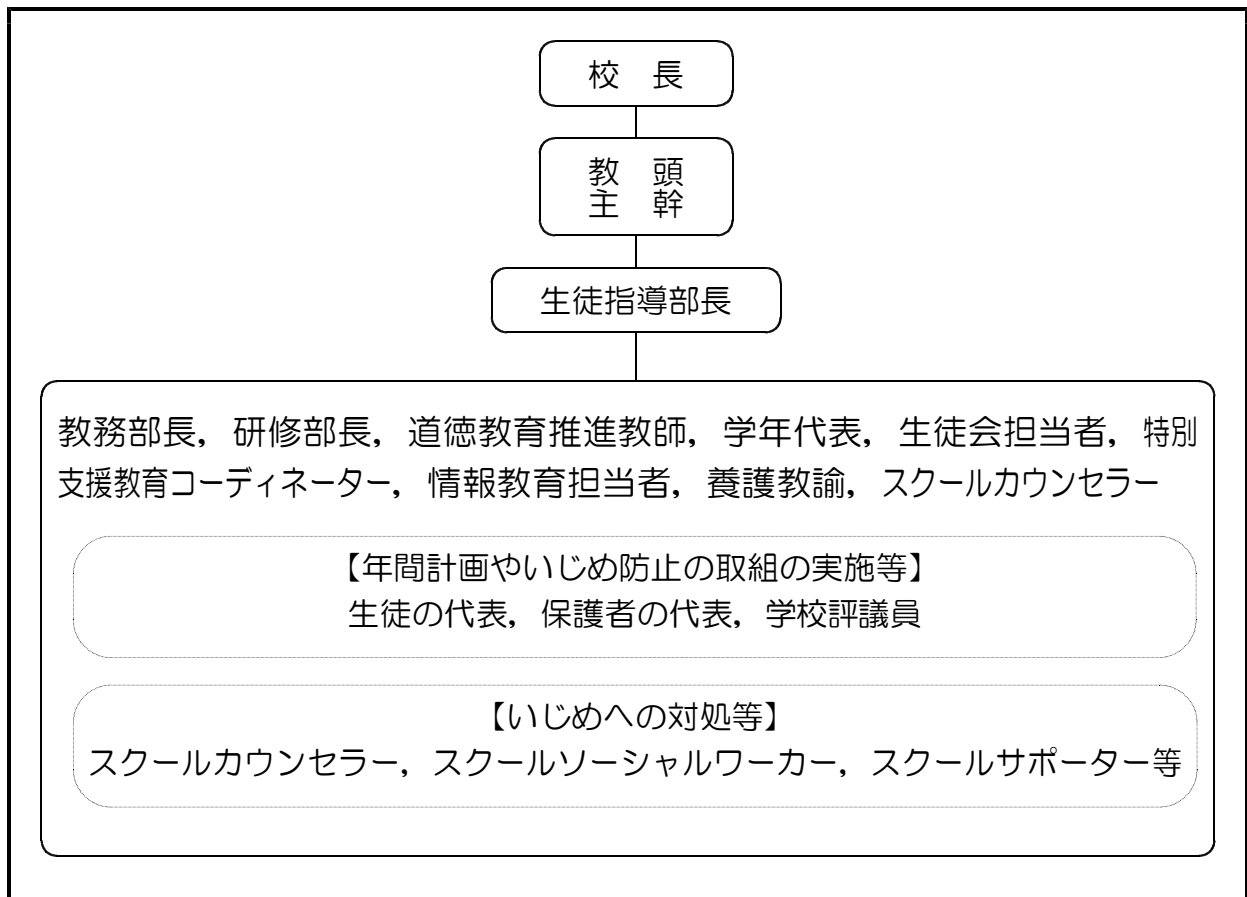 校　長
教　頭
主　幹
生徒指導部長
教務部長，研修部長，道徳教育推進教師，学年代表，生徒会担当者，特別
支援教育コーディネーター，情報教育担当者，養護教諭，スクールカウンセラー
【年間計画やいじめ防止の取組の実施等】
生徒の代表，保護者の代表，学校評議員
【いじめへの対処等】
スクールカウンセラー，スクールソーシャルワーカー，スクールサポーター等